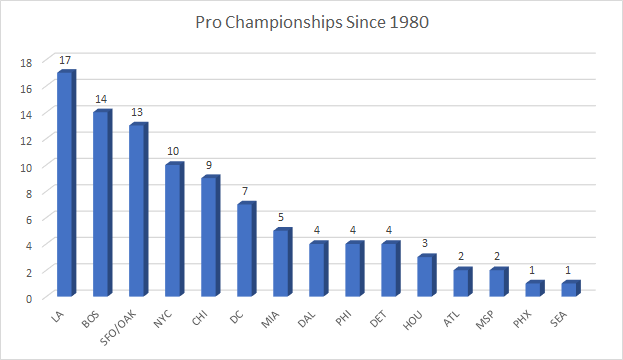 Pro Championships Since 1980
18
16
14
12
10
8
6
4
2
0
17
14
13
10
9
7
5
4
4
4
3
2
2
1
1
LA
BOS
SFO/OAK
NYC
CHI
DC
MIA
DAL
PHI
DET
HOU
ATL
MSP
PHX
SEA